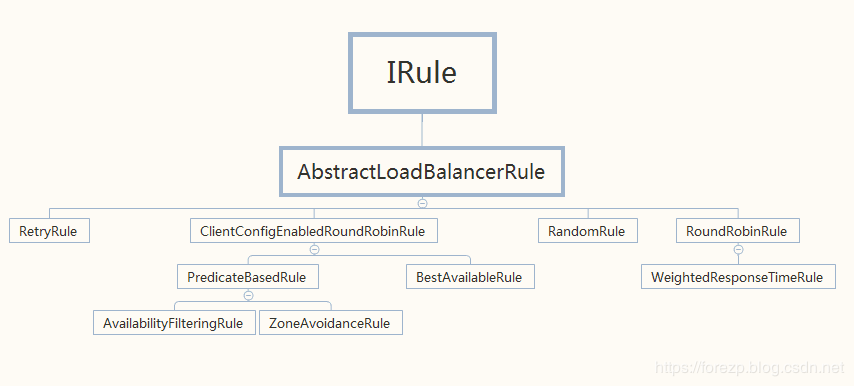 IRule
AbstractLoadBalancerRule
RetryRule
ClientConfigEnabledRoundRobinRule
RandomRule
RoundRobinRule
PredicateBasedRule
BestAvailableRule
WeightedResponseTimeRule
AvailabilityFilteringRule
ZoneAvoidanceRule
https://forezp.blog.csdn.net